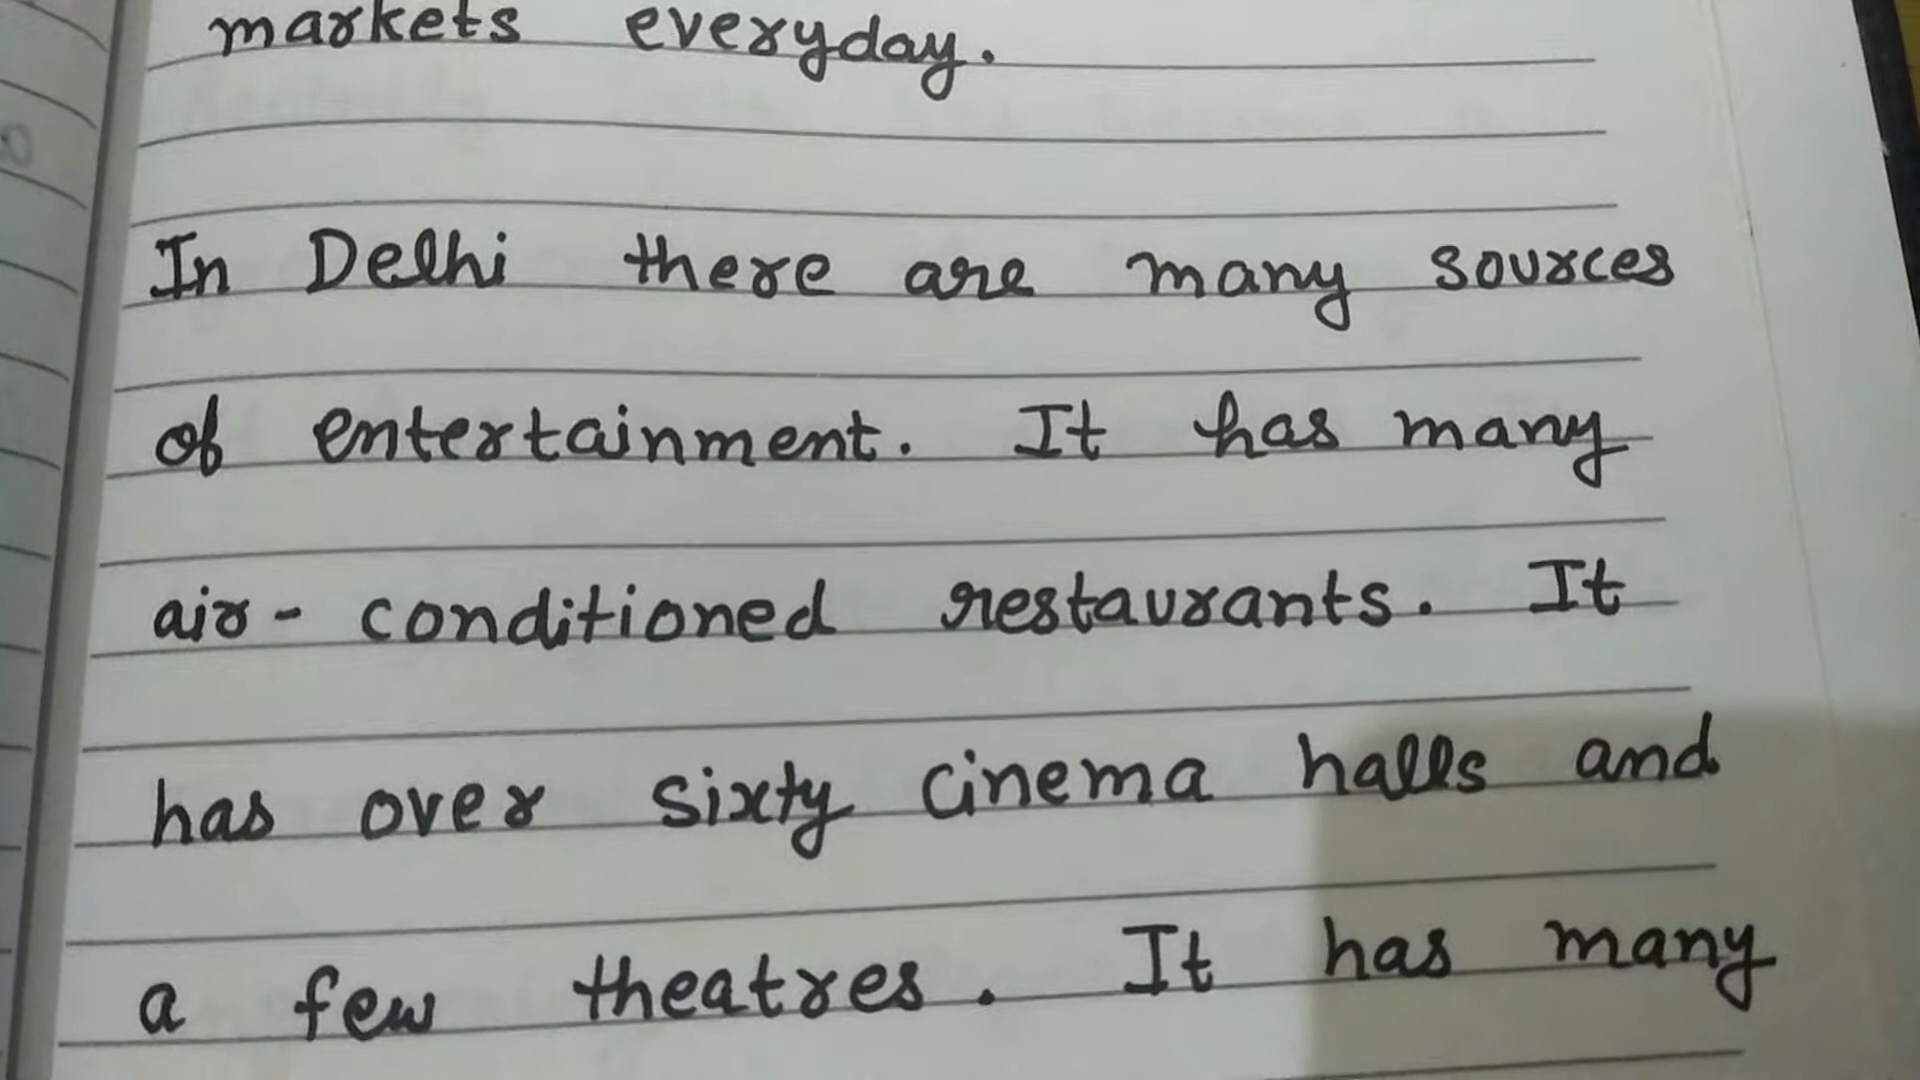 markets everyday.
In Delhi there are many sources
of entertainment. It has many
air-conditioned restaurants. It
has over sixty cinema halls and
a few theatres. It has many